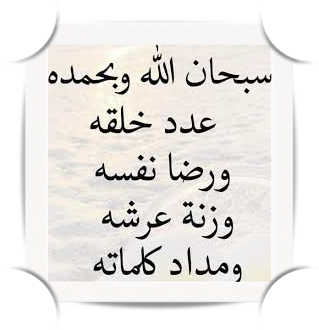 سبحان الله وبحمده
عدد خلقه
ورضا نفسه
وزنة عرشه
ومداد كلماته